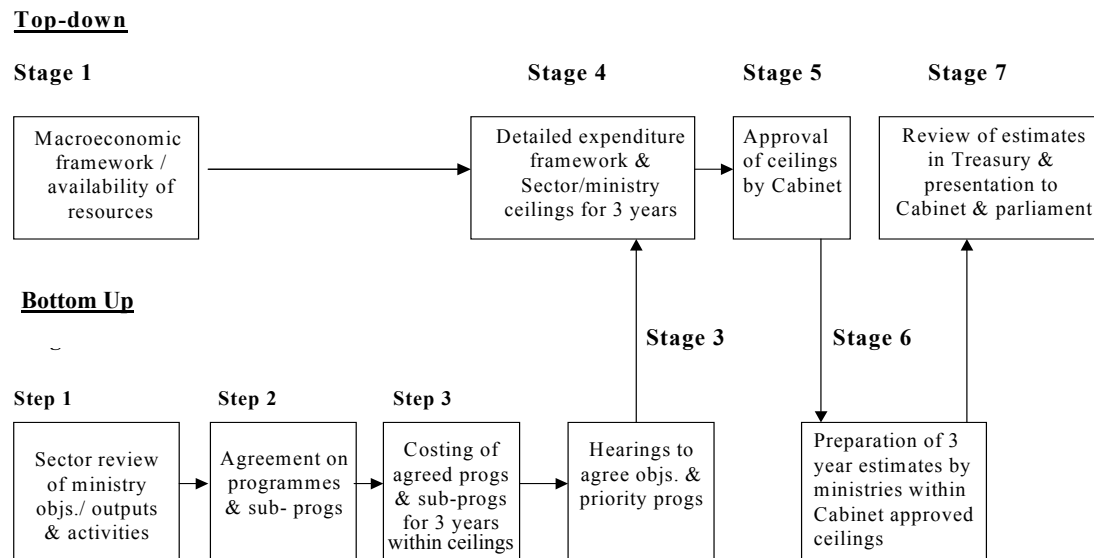 Top-down
Stage 1
Stage 4
Stage 5
Stage 7
Macroeconomic
framework /
availability of
resources
Detailed expenditure
framework &
Sector/ministry
ceilings for 3 years
Approval
of ceilings
by Cabinet
Review of estimates
in Treasury &
presentation to
Cabinet & parliament
Bottom Up
Stage 3
Stage 6
Step 1
Step 2
Step 3
Sector review
of ministry
objs./ outputs
& activities
Agreement on
programmes
& sub- progs
Costing of
agreed progs
& sub-progs
for 3 years
within ceilings
Hearings to
agree objs. &
priority progs
Preparation of 3
year estimates by
ministries within
Cabinet approved
ceilings